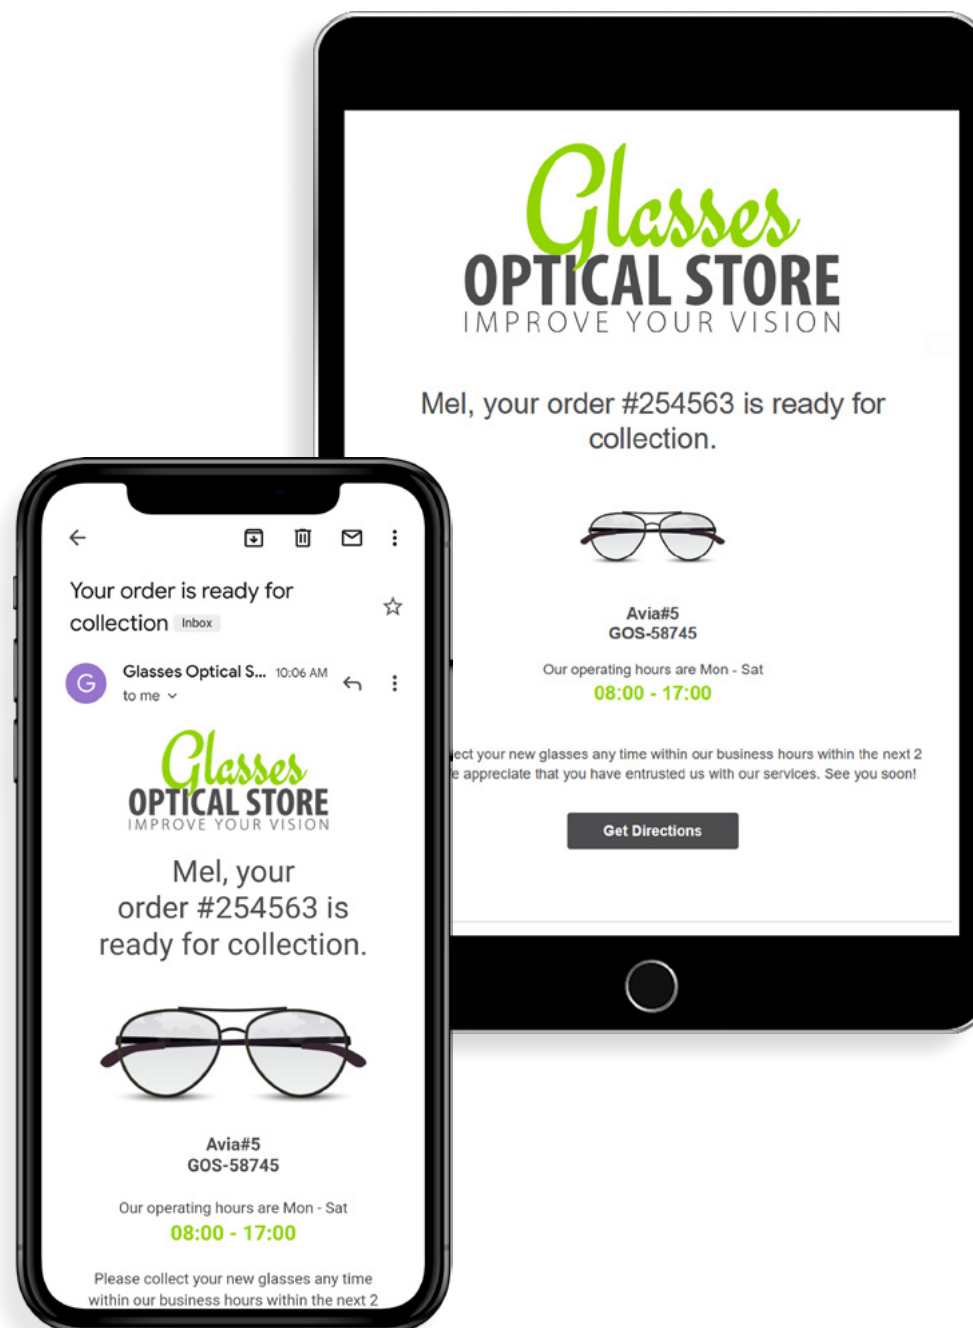 Glasses
OPTICAL STORE
IMPROVE YOUR VISION
Mel, your order #254563 is ready for
collection.
Avia#5
GOS-58745
Our operating hours are Mon - Sat
08:00 - 17:00
your new glasses any time within our business hours within the next 2
appreciate that you have entrusted us with our services. See you soon!
Get Directions
Your order is ready for
collection Inbox
G
Glasses Optical S... 10:06 AM
to me
Glasses
OPTICAL STORE
IMPROVE YOUR VISION
Mel, your
order #254563 is
ready for collection.
Avia#5
GOS-58745
Our operating hours are Mon - Sat
08:00 - 17:00
Please collect your new glasses any time
within our business hours within the next 2